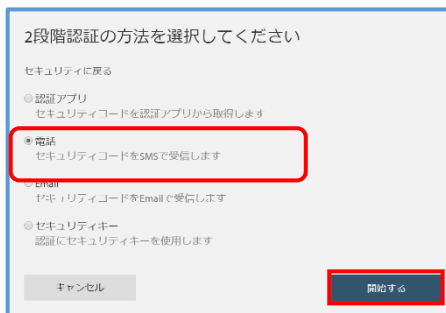 2段階認証の方法を選択してください
セキュリティに戻る
認証アプリ
セキュリティコードを認証アプリから取得します
電話
セキュリティコードをSMSで受信します
Email
セキュリティコードをEmailで受信します
セキュリティキー
認証にセキュリティキーを使用します
キャンセル
開始する